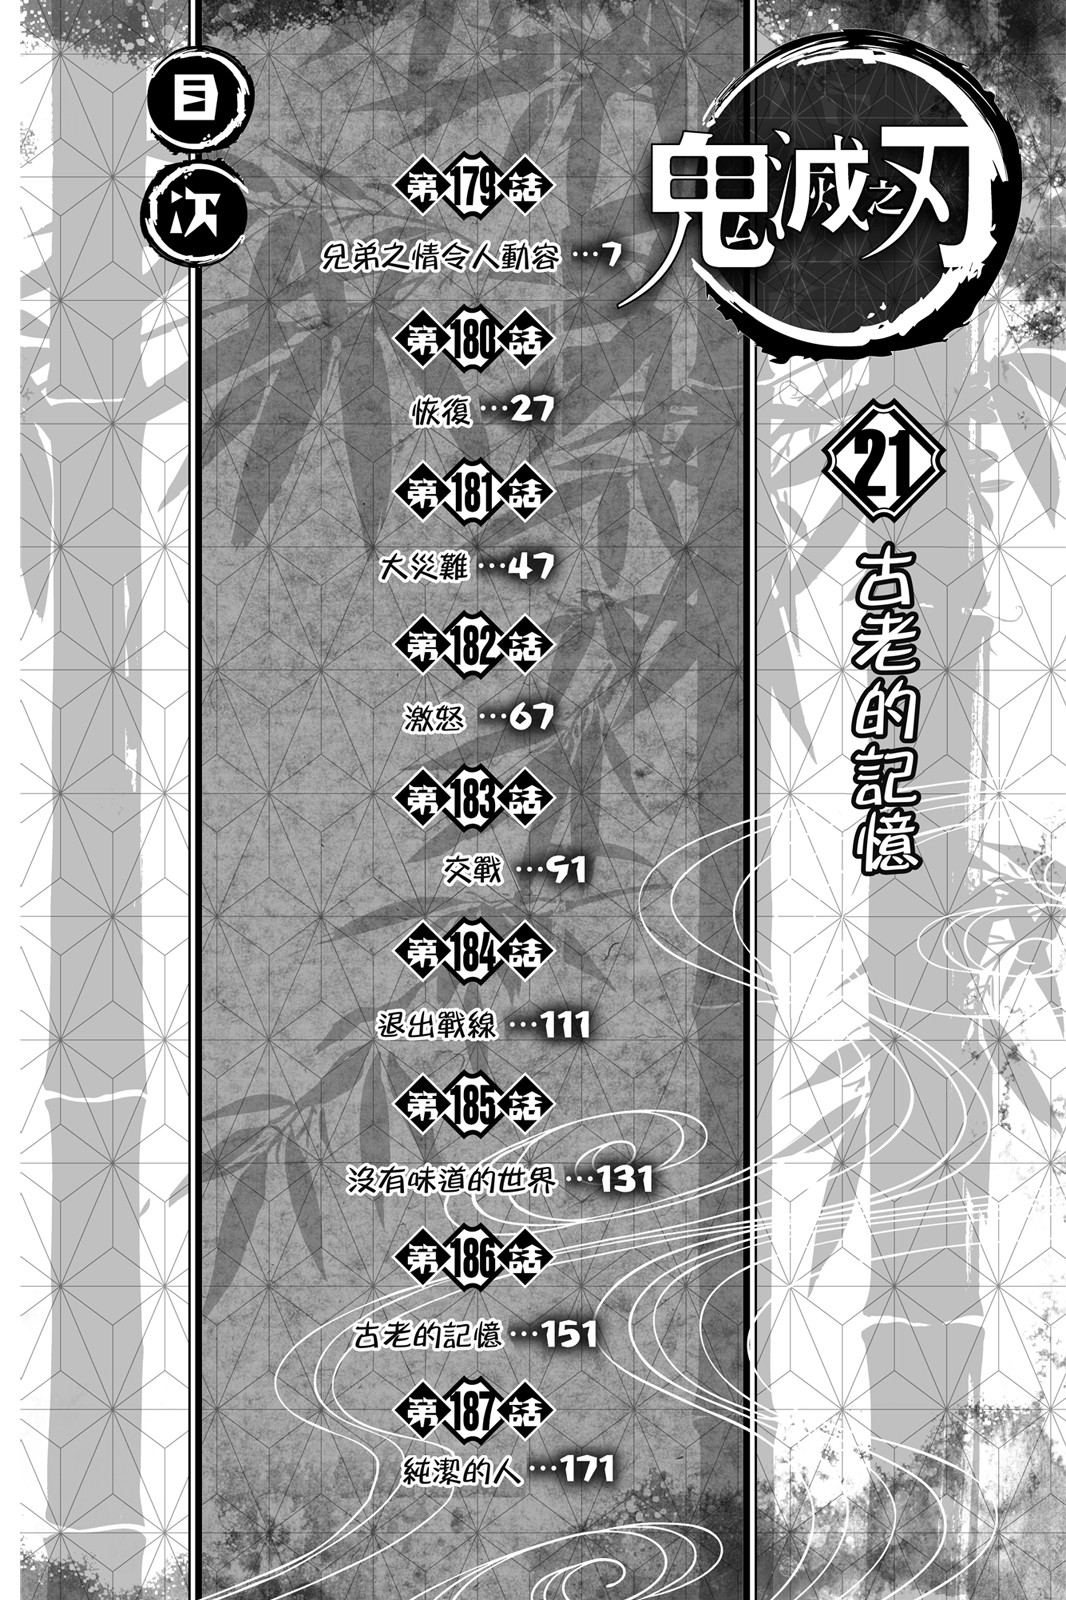 鬼滅之刃
21
古老的記憶
目次
第179話
兄弟之情令人動容…7
第180話
恢復…27
第181話
大災難…47
第182話
激怒…67
第183話
交戰…91
第184話
退出戰線…111
第185話
沒有味道的世界…131
第186話
古老的記憶…151
第187話
純潔的人…171